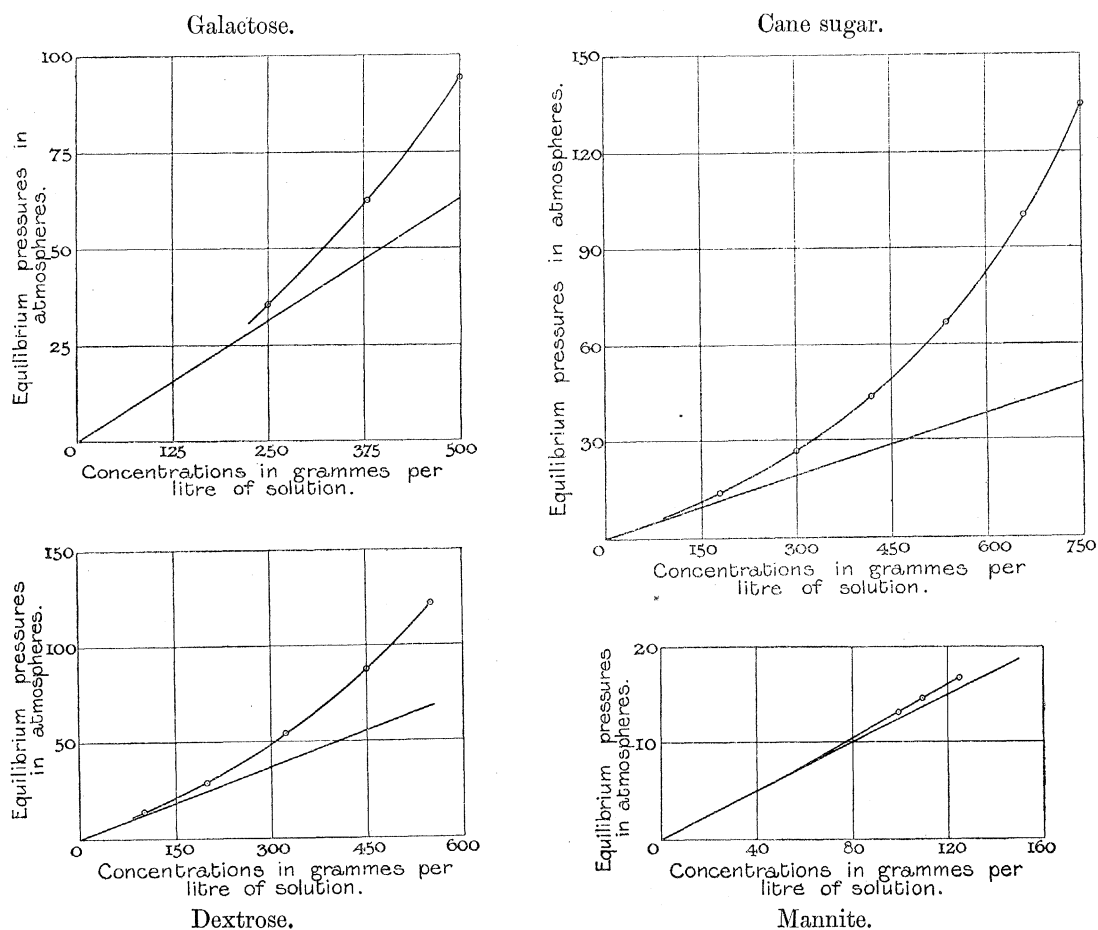 Galactose.
100
75
50
25
0
125
250
375
500
Equilibrium pressures in
atmospheres.
Concentrations in grammes per
litre of solution.
Cane sugar.
150
120
90
60
30
0
150
300
450
600
750
Equilibrium pressures in atmospheres.
Concentrations in grammes per
litre of solution.
150
100
50
0
150
300
450
600
Equilibrium pressures
in atmospheres.
Concentrations in grammes per
litre of solution.
Dextrose.
20
10
0
40
80
120
160
Equilibrium pressures
in atmospheres.
Concentrations in grammes per
litre of solution.
Mannite.